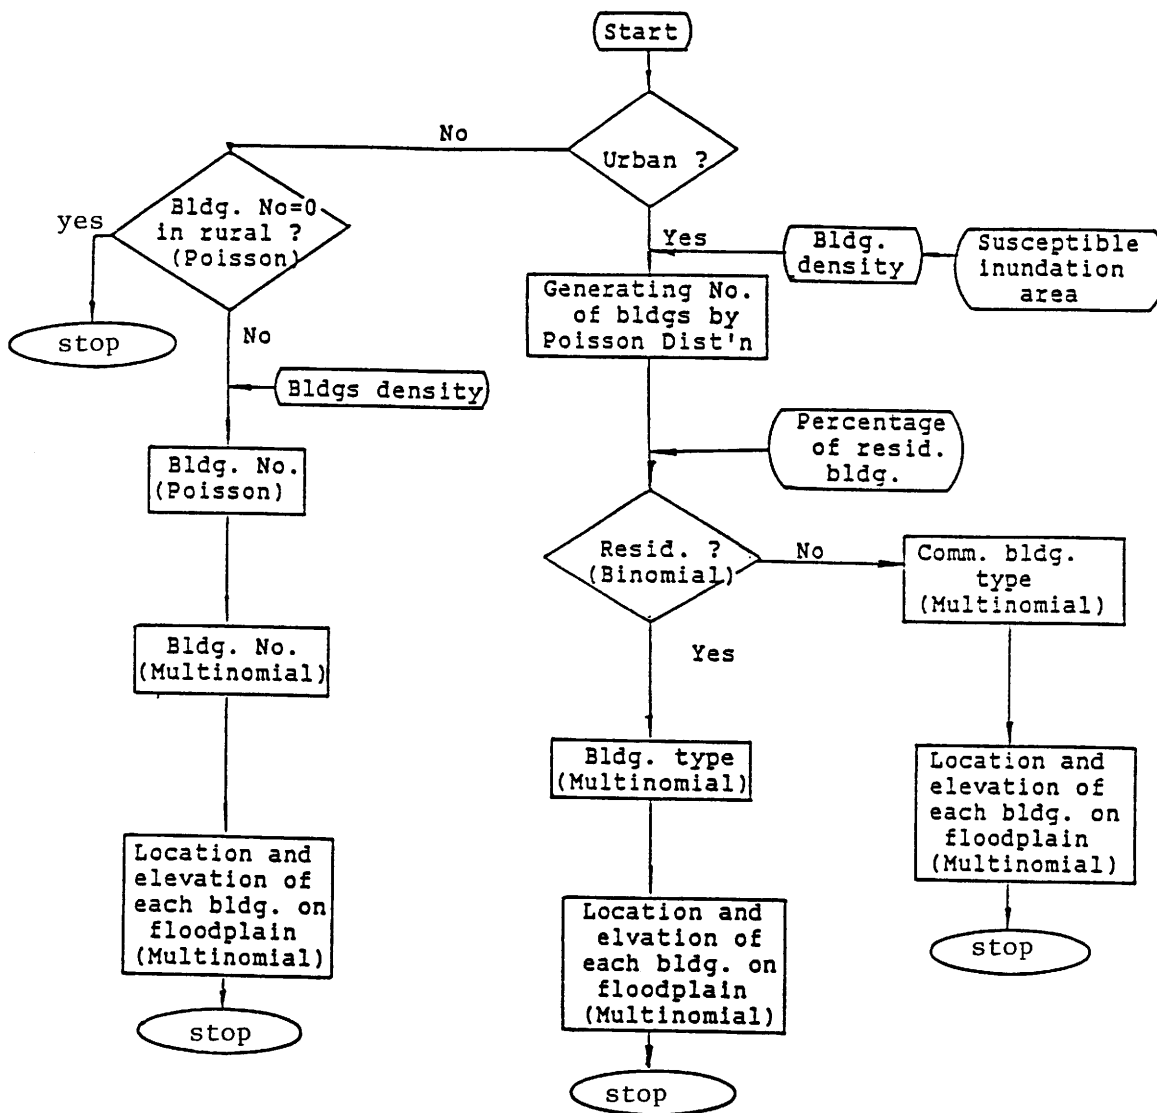 Start
Urban ?
No
Bldg. No=0
in rural ?
(Poisson)
yes
stop
No
Bldgs density
Bldg. No.
(Poisson)
Bldg. No.
(Multinomial)
Location and
elevation of
each bldg. on
floodplain
(Multinomial)
stop
Yes
Bldg.
density
Susceptible
inundation
area
Generating No.
of bldgs by
Poisson Dist'n
Percentage
of resid.
bldg.
Resid. ?
(Binomial)
No
Comm. bldg.
type
(Multinomial)
Location and
elevation of
each bldg. on
floodplain
(Multinomial)
stop
Yes
Bldg. type
(Multinomial)
Location and
elvation of
each bldg. on
floodplain
(Multinomial)
stop